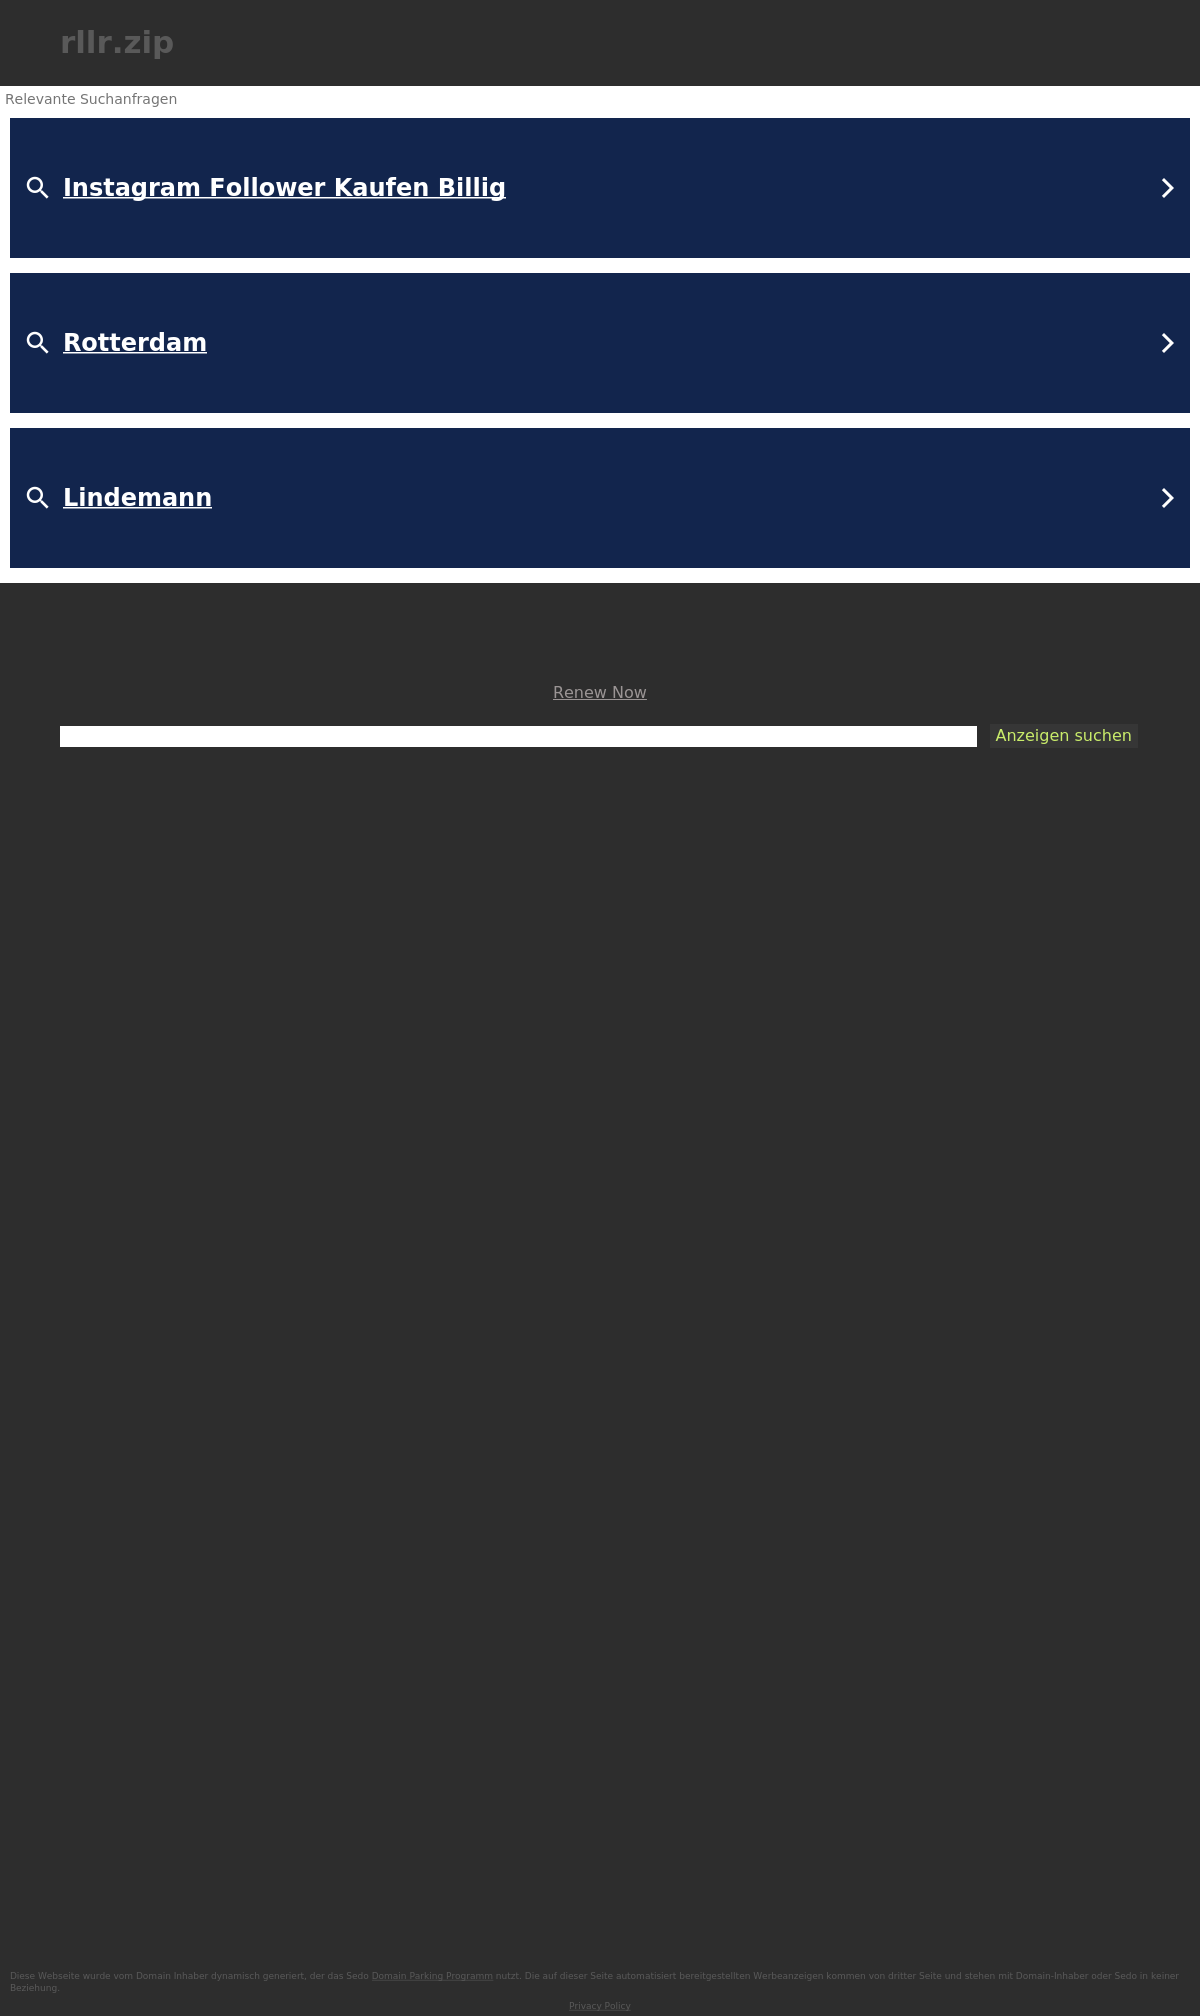 rllr.zip
Relevante Suchanfragen
Instagram Follower Kaufen Billig
Rotterdam
Lindemann
Renew Now
Anzeigen suchen
Diese Webseite wurde vom Domain Inhaber dynamisch generiert, der das Sedo Domain Parking Programm nutzt. Die auf dieser Seite automatisiert bereitgestellten Werbeanzeigen kommen von dritter Seite und stehen mit Domain-Inhaber oder Sedo in keiner
Beziehung.
Privacy Policy